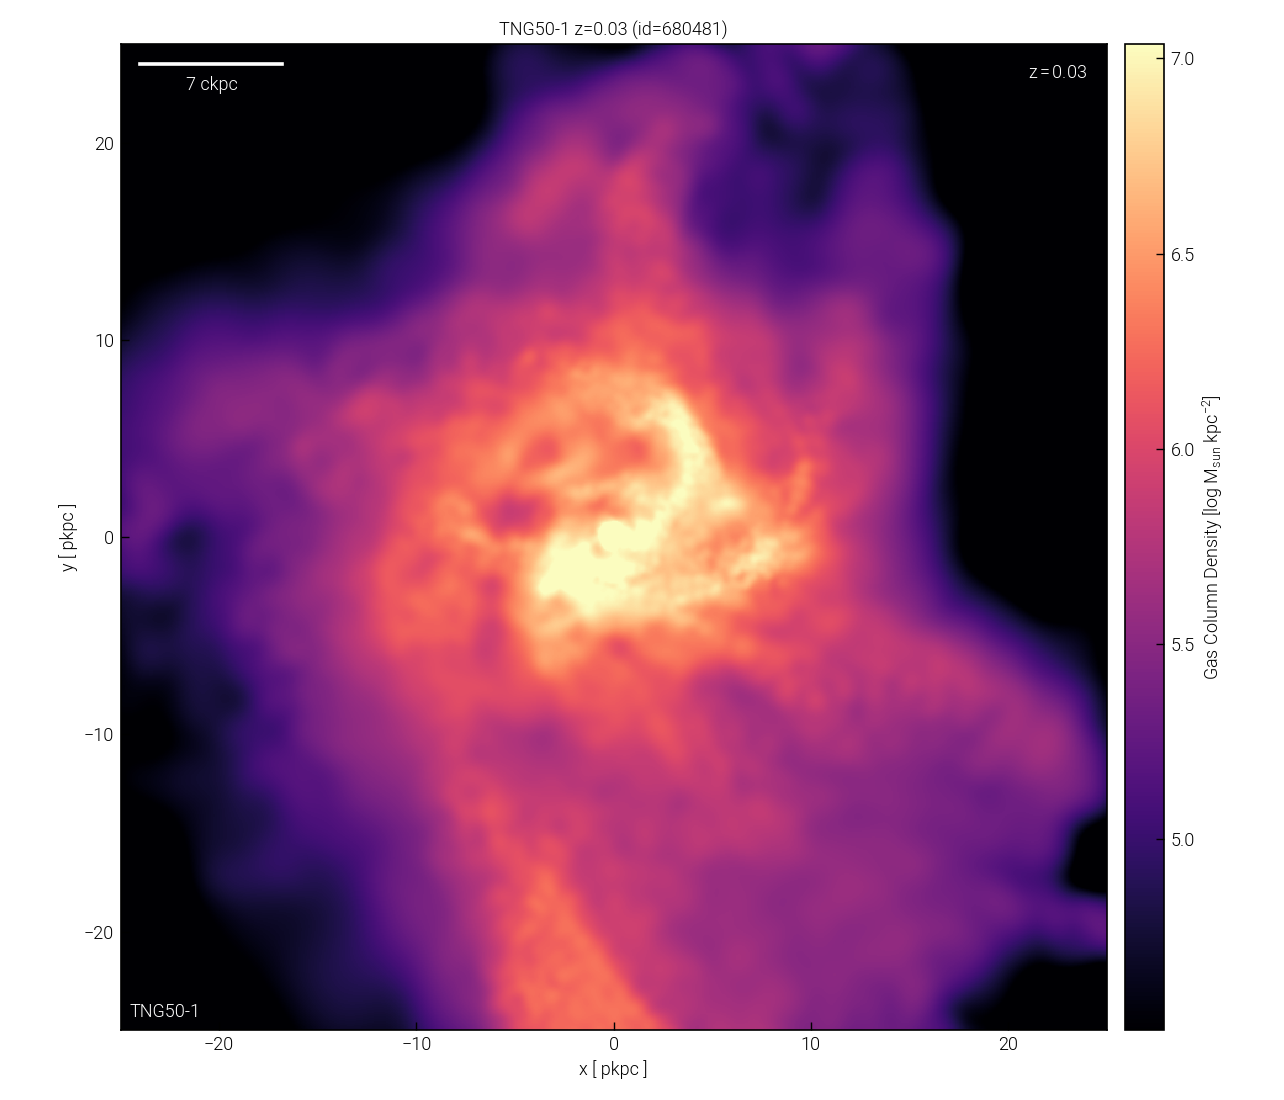 TNG50-1 z=0.03 (id=680481)
7 ckpc
z = 0.03
TNG50-1
20
10
0
−10
−20
y [ pkpc ]
−20
−10
0
10
20
x [ pkpc ]
7.0
6.5
6.0
5.5
5.0
Gas Column Density [log Msun kpc−2]